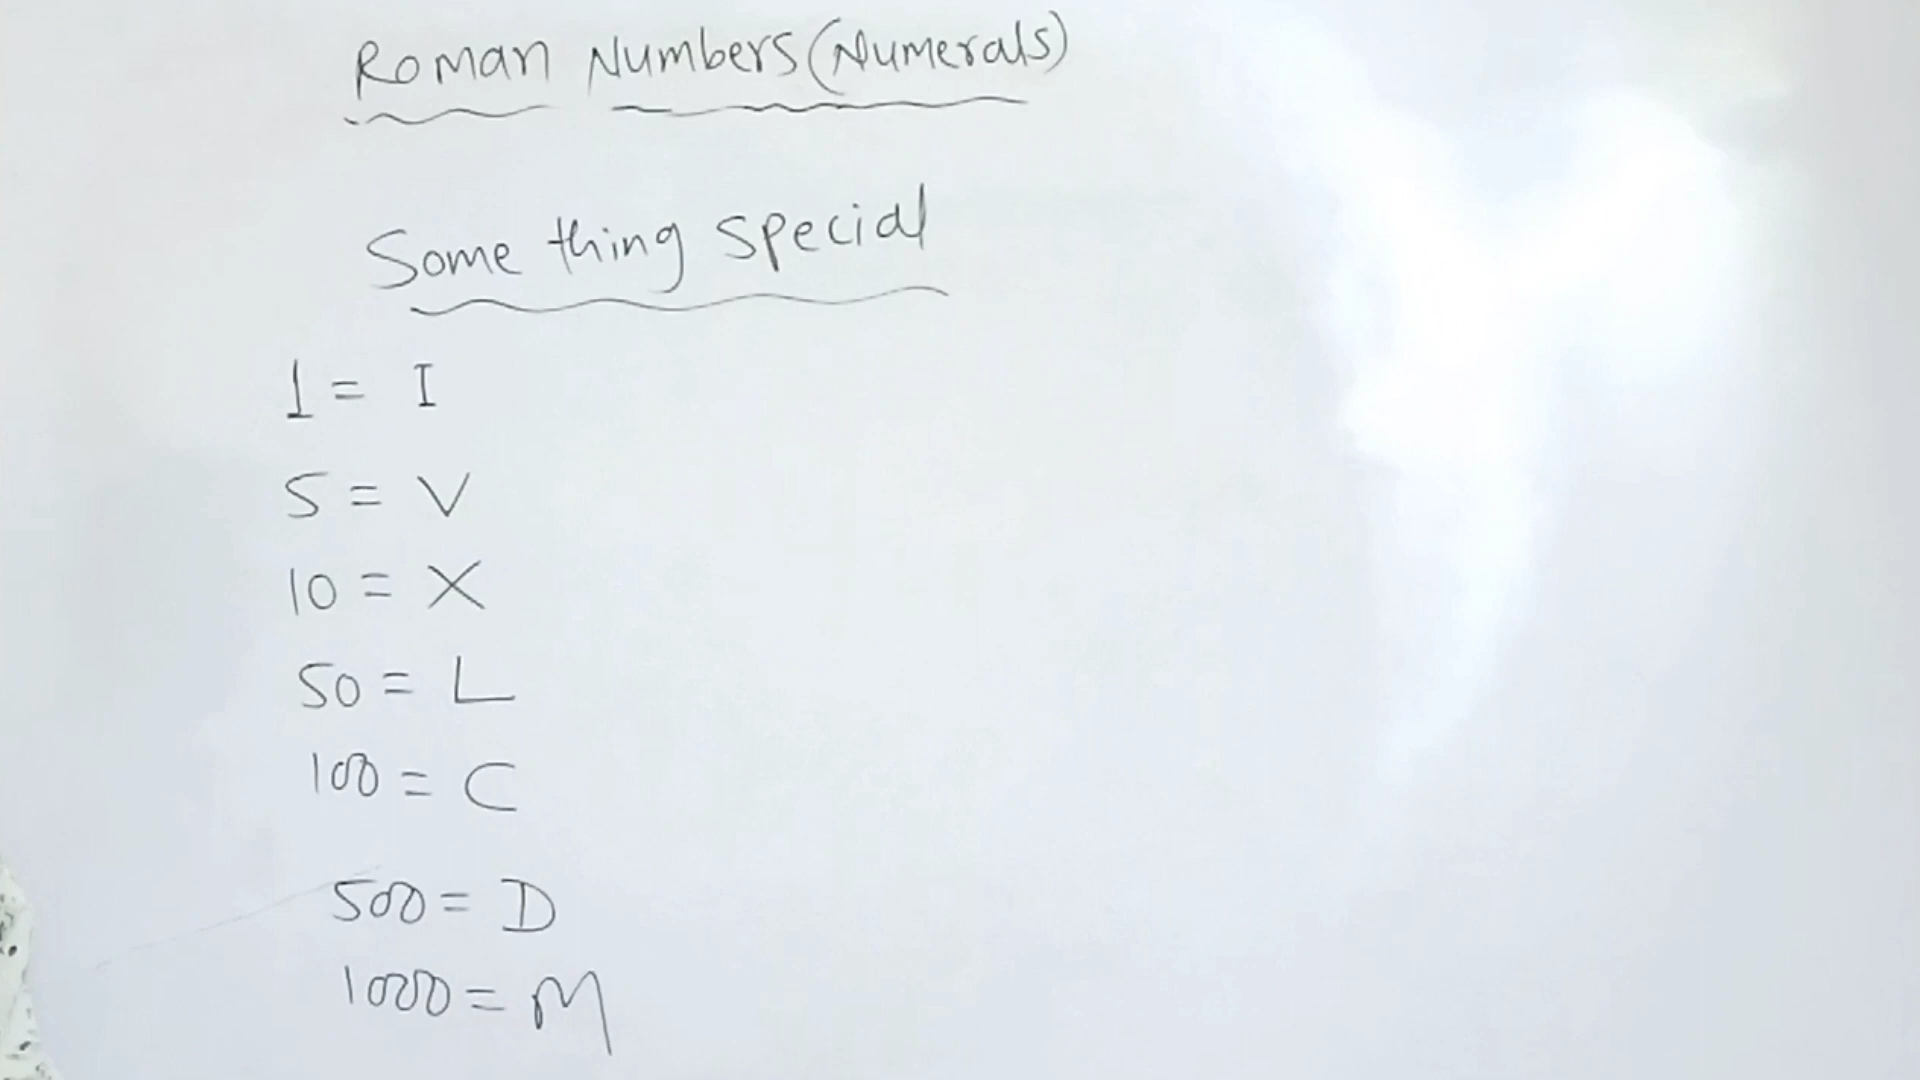 Roman Numbers (Numerals)
Some thing special
1 = I
5 = V
10 = X
50 = L
100 = C
500 = D
1000 = M